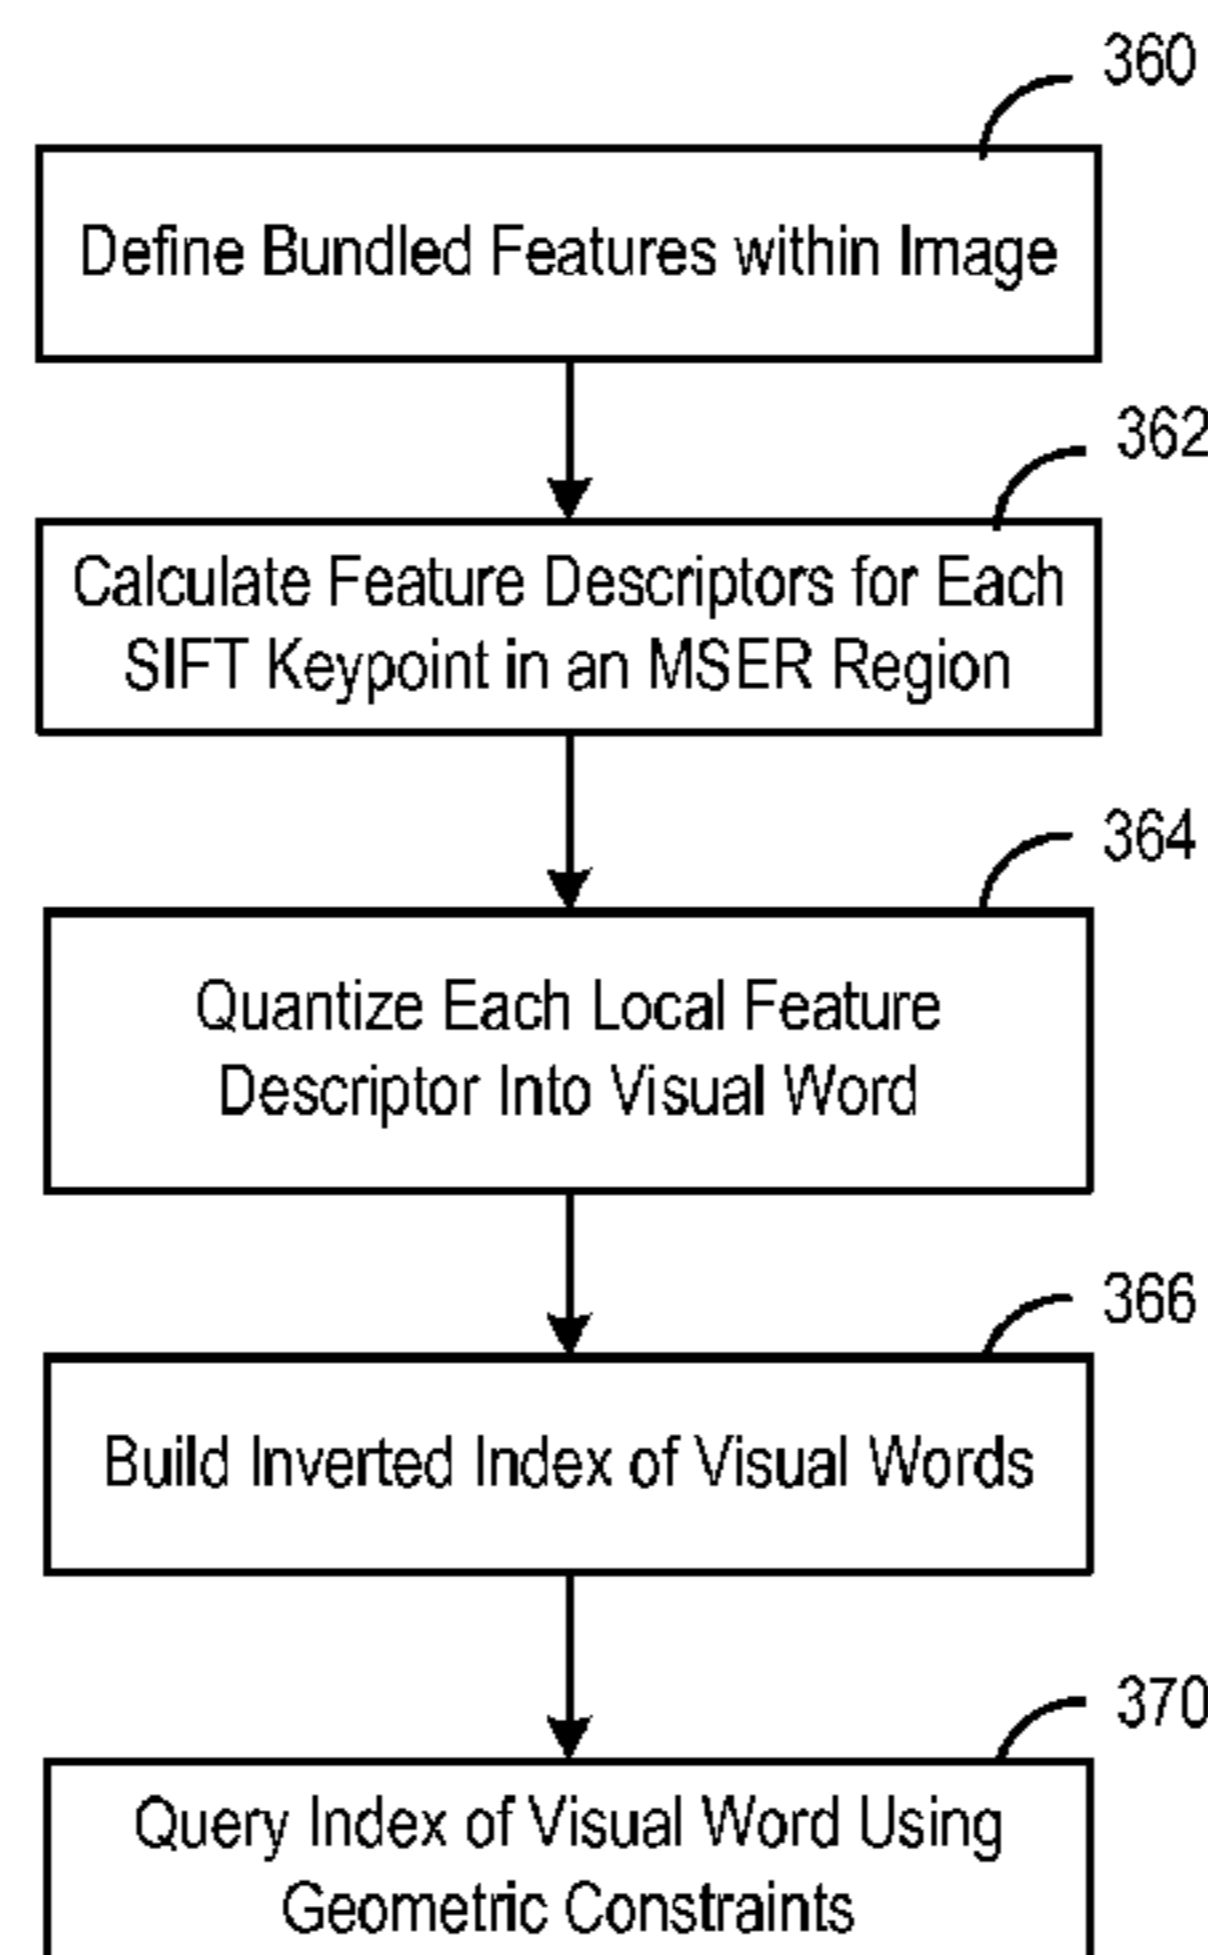 360
Define Bundled Features within Image
362
Calculate Feature Descriptors for Each
SIFT Keypoint in an MSER Region
364
Quantize Each Local Feature
Descriptor Into Visual Word
366
Build Inverted Index of Visual Words
370
Query Index of Visual Word Using
Geometric Constraints